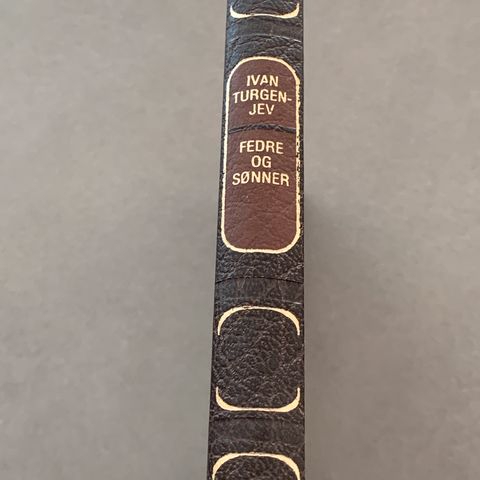 IVAN
TURGEN-
JEV
FEDRE
OG
SØNNER